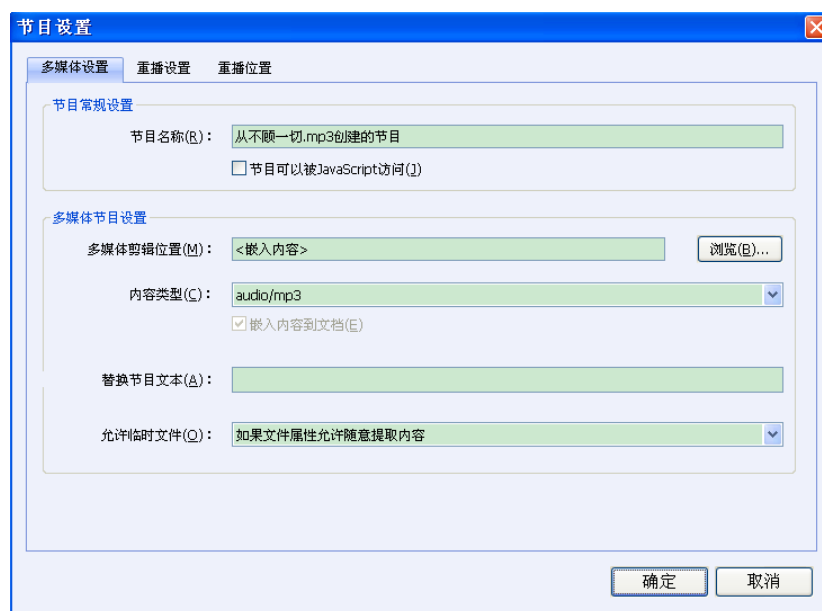 节目设置
多媒体设置 重播设置 重播位置
节目常规设置
节目名称(R): 从不顾一切.mp3创建的节目
节目可以被JavaScript访问(J)
多媒体节目设置
多媒体剪辑位置(M): <嵌入内容> 浏览(B)...
内容类型(C): audio/mp3
嵌入内容到文档(E)
替换节目文本(A):
允许临时文件(O): 如果文件属性允许随意提取内容
确定 取消